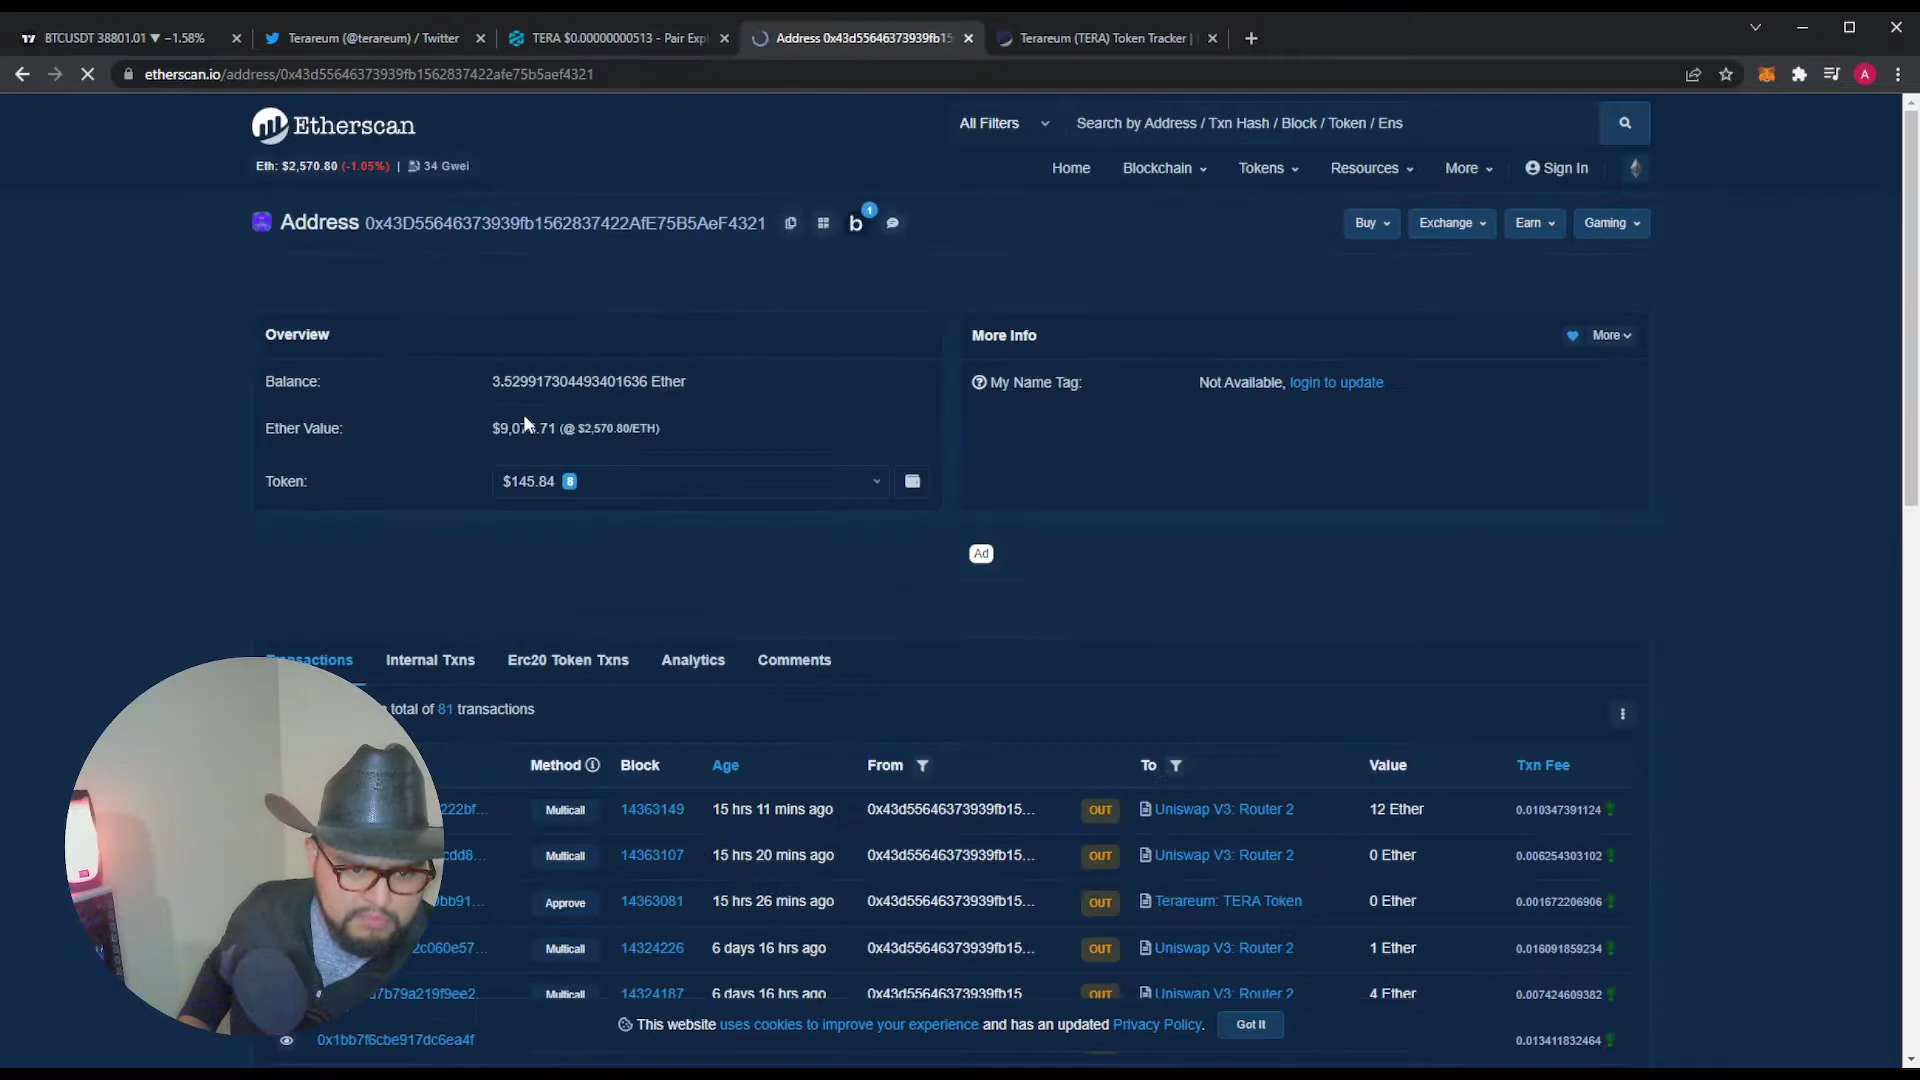 BTCUSDT 38801.01 ▼ −1.58%
Terareum (@terareum) / Twitter
TERA $0.00000000513 - Pair Exp
Address 0x43d55646373939fb15
Terareum (TERA) Token Tracker |
etherscan.io/address/0x43d55646373939fb1562837422afe75b5aef4321
A
Etherscan
All Filters
Search by Address / Txn Hash / Block / Token / Ens
Eth: $2,570.80 (-1.05%) | 34 Gwei
Home
Blockchain
Tokens
Resources
More
Sign In
Address 0x43D55646373939fb1562837422AfE75B5AeF4321
b
1
Buy
Exchange
Earn
Gaming
Overview
More Info
More
Balance:
3.529917304493401636 Ether
My Name Tag:
Not Available, login to update
Ether Value:
(@ $2,570.80/ETH)
Token:
$145.84 8
Ad
Transactions
Internal Txns
Erc20 Token Txns
Analytics
Comments
total of 81 transactions
Method
Block
Age
From
To
Value
Txn Fee
222bf...
Multicall
14363149
15 hrs 11 mins ago
0x43d55646373939fb15...
OUT
Uniswap V3: Router 2
12 Ether
0.010347391124
cdd8...
Multicall
14363107
15 hrs 20 mins ago
0x43d55646373939fb15...
OUT
Uniswap V3: Router 2
0 Ether
0.006254303102
bb91...
Approve
14363081
15 hrs 26 mins ago
0x43d55646373939fb15...
OUT
Terareum: TERA Token
0 Ether
0.001672206906
2c060e57...
Multicall
14324226
6 days 16 hrs ago
0x43d55646373939fb15...
OUT
Uniswap V3: Router 2
1 Ether
0.016091859234
7b79a219f9ee2
Multicall
14324187
6 days 16 hrs ago
0x43d55646373939fb15
OUT
Uniswap V3: Router 2
4 Ether
0.007424609382
This website uses cookies to improve your experience and has an updated Privacy Policy.
Got It
0x1bb7f6cbe917dc6ea4f
0.013411832464